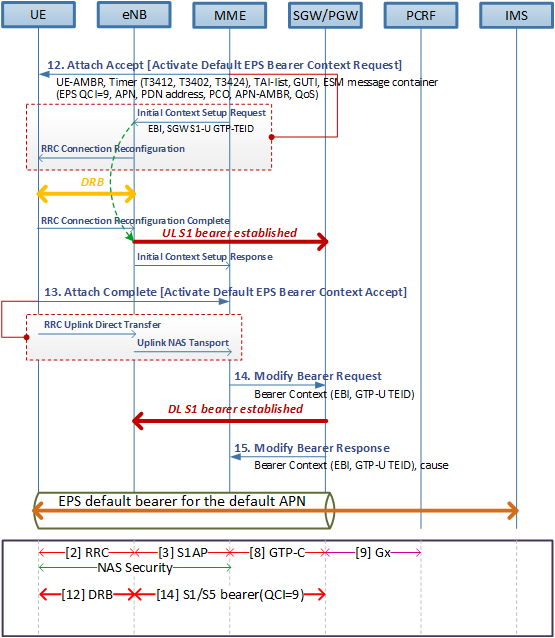 UE eNB MME SGW/PGW PCRF IMS
12. Attach Accept [Activate Default EPS Bearer Context Request]
UE-AMBR, Timer (T3412, T3402, T3424), TAI-list, GUTI, ESM message container
(EPS QCI=9, APN, PDN address, PCO, APN-AMBR, QoS)
Initial Context Setup Request
EBI, SGW S1-U GTP-TEID
RRC Connection Reconfiguration
DRB
RRC Connection Reconfiguration Complete
UL S1 bearer established
Initial Context Setup Response
13. Attach Complete [Activate Default EPS Bearer Context Accept]
RRC Uplink Direct Transfer
Uplink NAS Tansport
14. Modify Bearer Request
Bearer Context (EBI, GTP-U TEID)
DL S1 bearer established
15. Modify Bearer Response
Bearer Context (EBI, GTP-U TEID), cause
EPS default bearer for the default APN
[2] RRC [3] S1AP [8] GTP-C [9] Gx
NAS Security
[12] DRB [14] S1/S5 bearer(QCI=9)